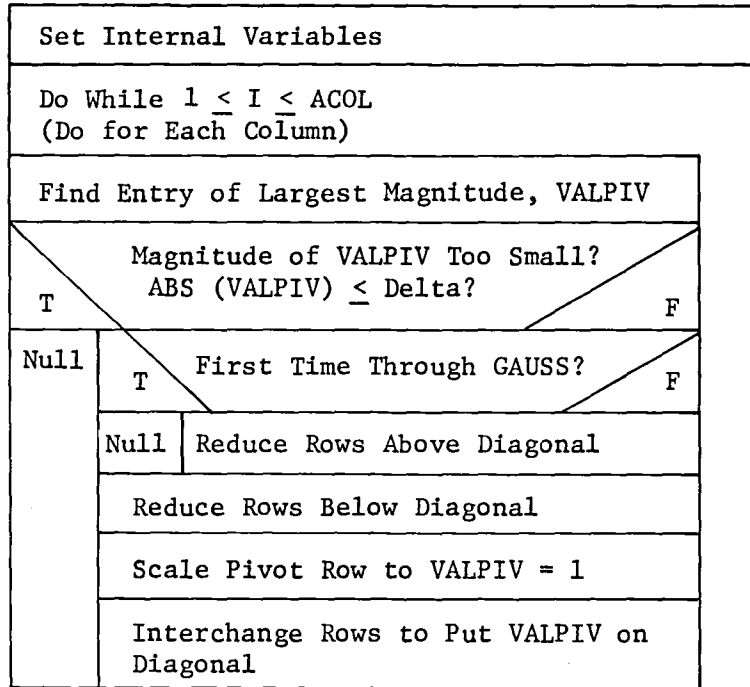 Set Internal Variables
Do While 1 ≤ I ≤ ACOL
(Do for Each Column)
Find Entry of Largest Magnitude, VALPIV
Magnitude of VALPIV Too Small?
ABS (VALPIV) ≤ Delta?
T
F
Null
First Time Through GAUSS?
T
F
Null
Reduce Rows Above Diagonal
Reduce Rows Below Diagonal
Scale Pivot Row to VALPIV = 1
Interchange Rows to Put VALPIV on
Diagonal